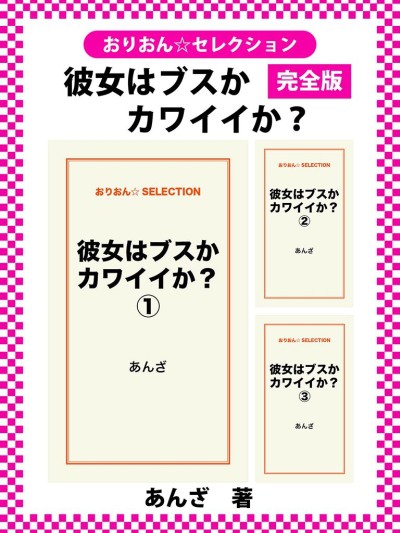 おりおん☆セレクション
彼女はブスか
完全版
カワイイか？
おりおん☆SELECTION
彼女はブスか
カワイイか？
①
あんざ
おりおん☆SELECTION
彼女はブスか
カワイイか？
②
あんざ
おりおん☆SELECTION
彼女はブスか
カワイイか？
③
あんざ
あんざ 著